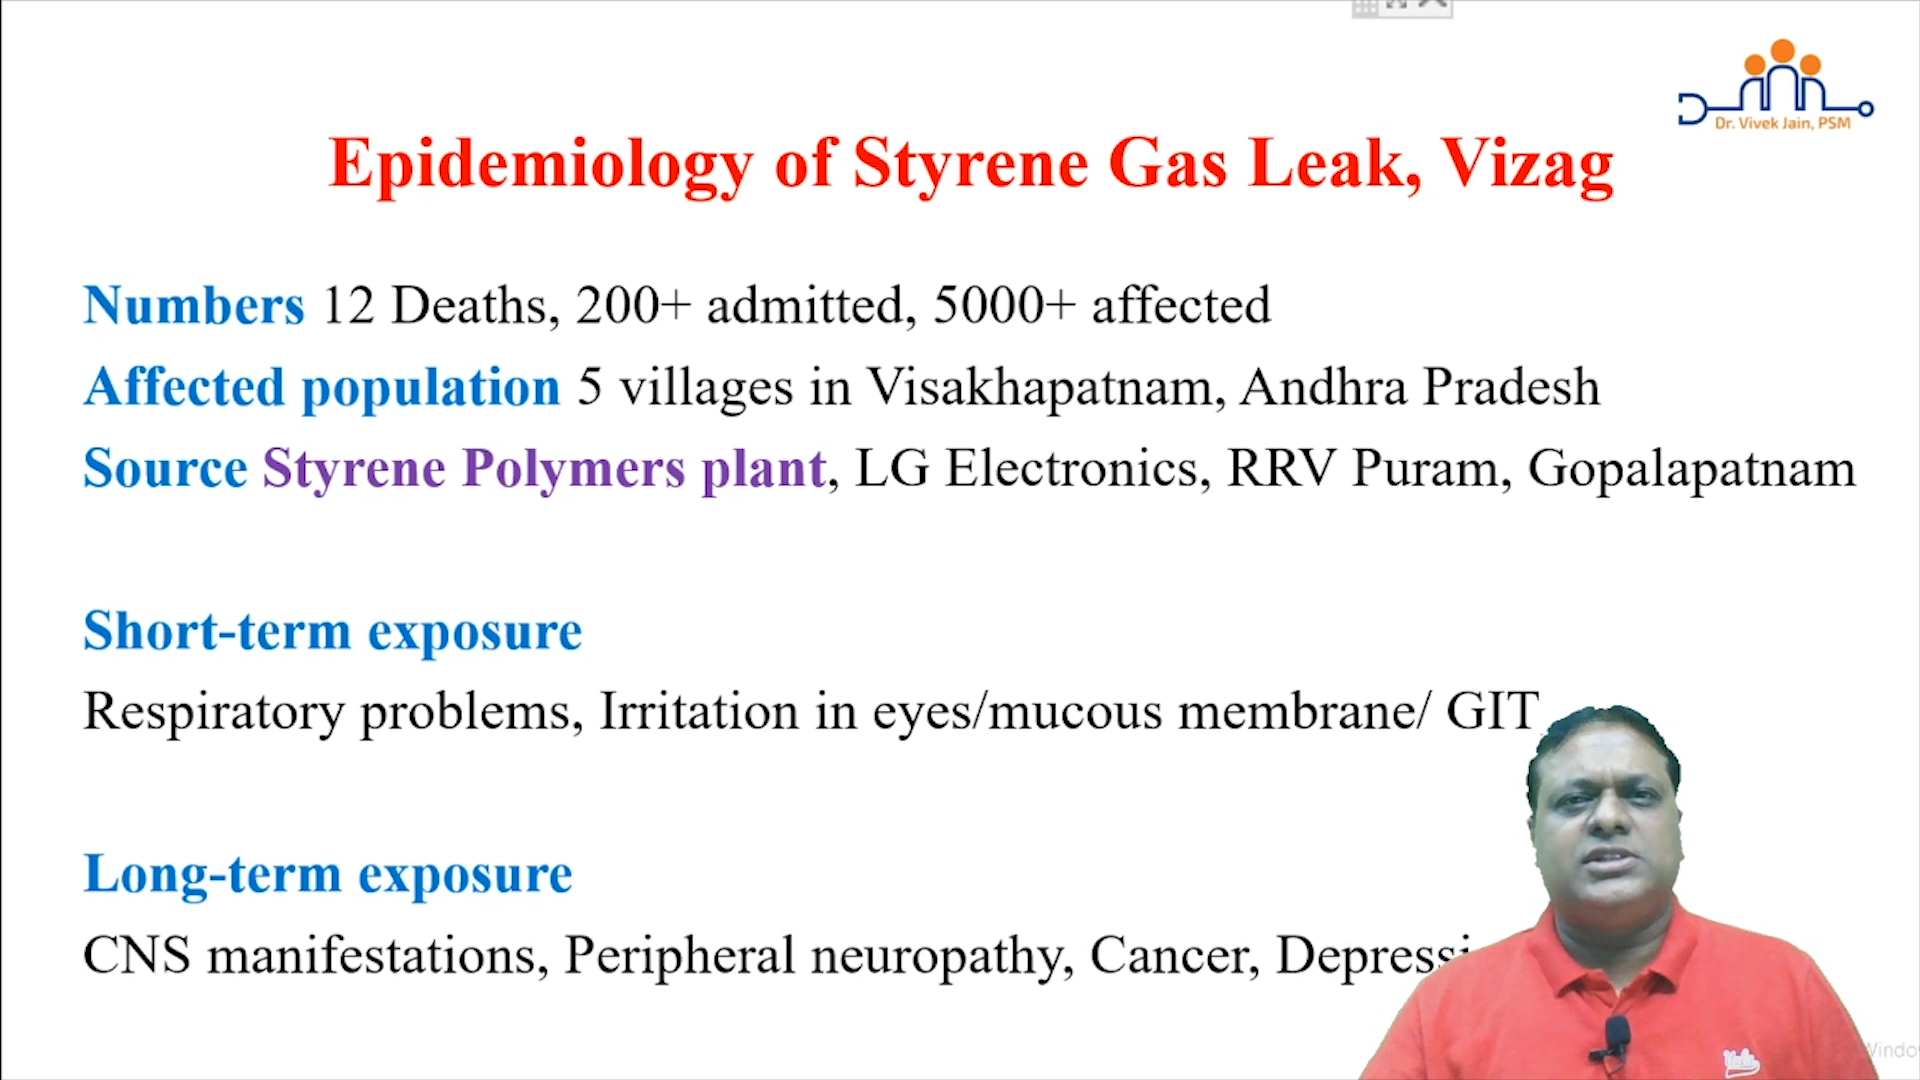 Dr. Vivek Jain, PSM
Epidemiology of Styrene Gas Leak, Vizag
Numbers 12 Deaths, 200+ admitted, 5000+ affected
Affected population 5 villages in Visakhapatnam, Andhra Pradesh
Source Styrene Polymers plant, LG Electronics, RRV Puram, Gopalapatnam
Short-term exposure
Respiratory problems, Irritation in eyes/mucous membrane/ GIT
Long-term exposure
CNS manifestations, Peripheral neuropathy, Cancer,